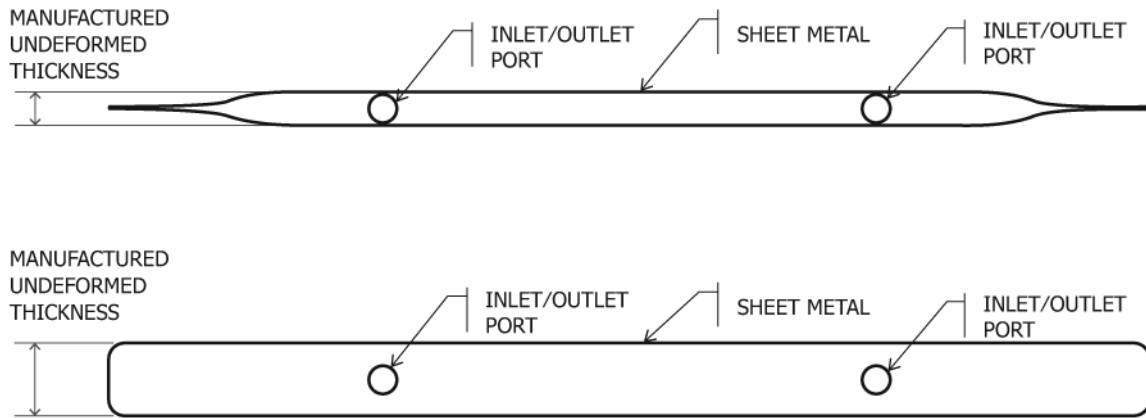 MANUFACTURED
UNDEFORMED
THICKNESS
INLET/OUTLET
PORT
SHEET METAL
INLET/OUTLET
PORT
MANUFACTURED
UNDEFORMED
THICKNESS
INLET/OUTLET
PORT
SHEET METAL
INLET/OUTLET
PORT